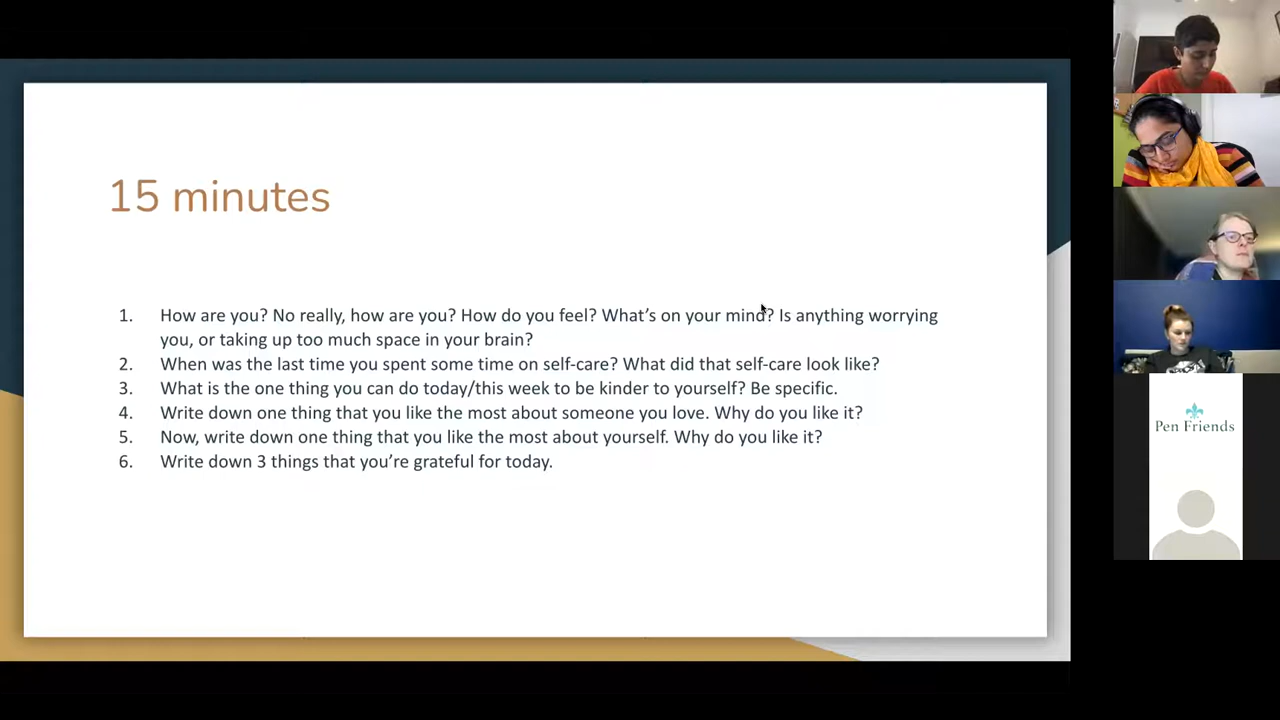 15 minutes
1. How are you? No really, how are you? How do you feel? What's on your mind? Is anything worrying
you, or taking up too much space in your brain?
2. When was the last time you spent some time on self-care? What did that self-care look like?
3. What is the one thing you can do today/this week to be kinder to yourself? Be specific.
4. Write down one thing that you like the most about someone you love. Why do you like it?
5. Now, write down one thing that you like the most about yourself. Why do you like it?
6. Write down 3 things that you're grateful for today.
Pen Friends